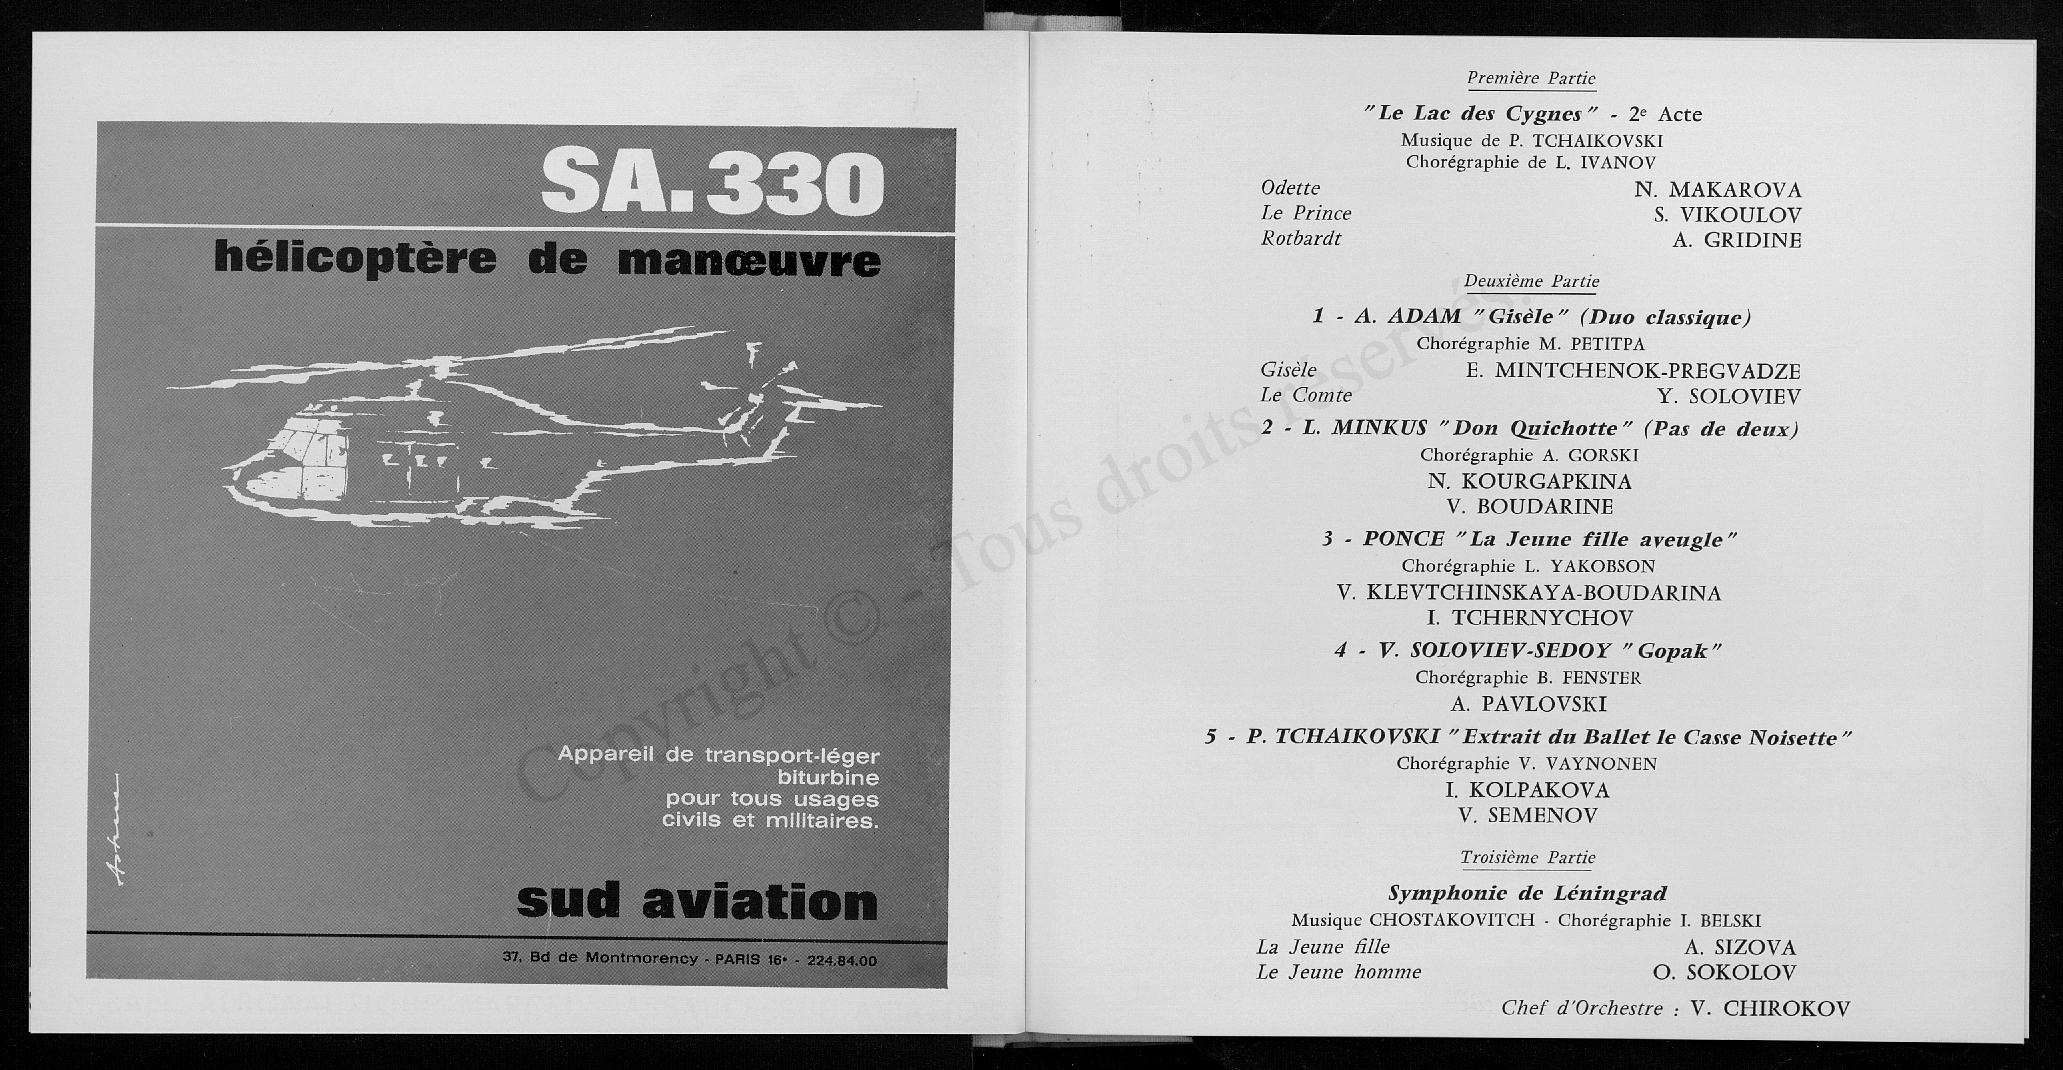 SA.330
hélicoptère de manœuvre
Appareil de transport-léger
biturbine
pour tous usages
civils et militaires.
sud aviation
37, Bd de Montmorency - PARIS 16e - 224.84.00
Première Partie
"Le Lac des Cygnes" - 2e Acte
Musique de P. TCHAIKOVSKI
Chorégraphie de L. IVANOV
Odette N. MAKAROVA
Le Prince S. VIKOULOV
Rotbardt A. GRIDINE
Deuxième Partie
1 - A. ADAM "Gisèle" (Duo classique)
Chorégraphie M. PETITPA
Gisèle E. MINTCHENOK-PREGVADZE
Le Comte Y. SOLOVIEV
2 - L. MINKUS "Don Quichotte" (Pas de deux)
Chorégraphie A. GORSKI
N. KOURGAPKINA
V. BOUDARINE
3 - PONCE "La Jeune fille aveugle"
Chorégraphie L. YAKOBSON
V. KLEVTCHINSKAYA-BOUDARINA
I. TCHERNYCHOV
4 - V. SOLOVIEV-SEDOY "Gopak"
Chorégraphie B. FENSTER
A. PAVLOVSKI
5 - P. TCHAIKOVSKI "Extrait du Ballet le Casse Noisette"
Chorégraphie V. VAYNONEN
I. KOLPAKOVA
V. SEMENOV
Troisième Partie
Symphonie de Léningrad
Musique CHOSTAKOVITCH - Chorégraphie I. BELSKI
La Jeune fille A. SIZOVA
Le Jeune homme O. SOKOLOV
Chef d'Orchestre : V. CHIROKOV
Copyright © - Tous droits réservés.